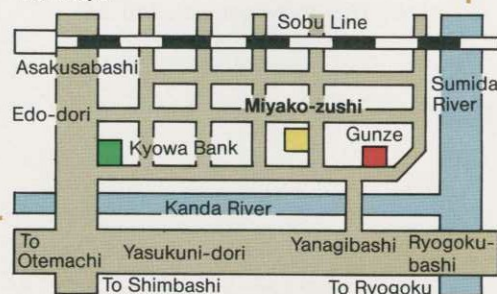 Sobu Line
Asakusabashi
Sumida
River
Edo-dori
Miyako-zushi
Gunze
Kyowa Bank
Kanda River
To
Otemachi
Yasukuni-dori
Yanagibashi
Ryogoku-
bashi
To Shimbashi
To Ryogoku